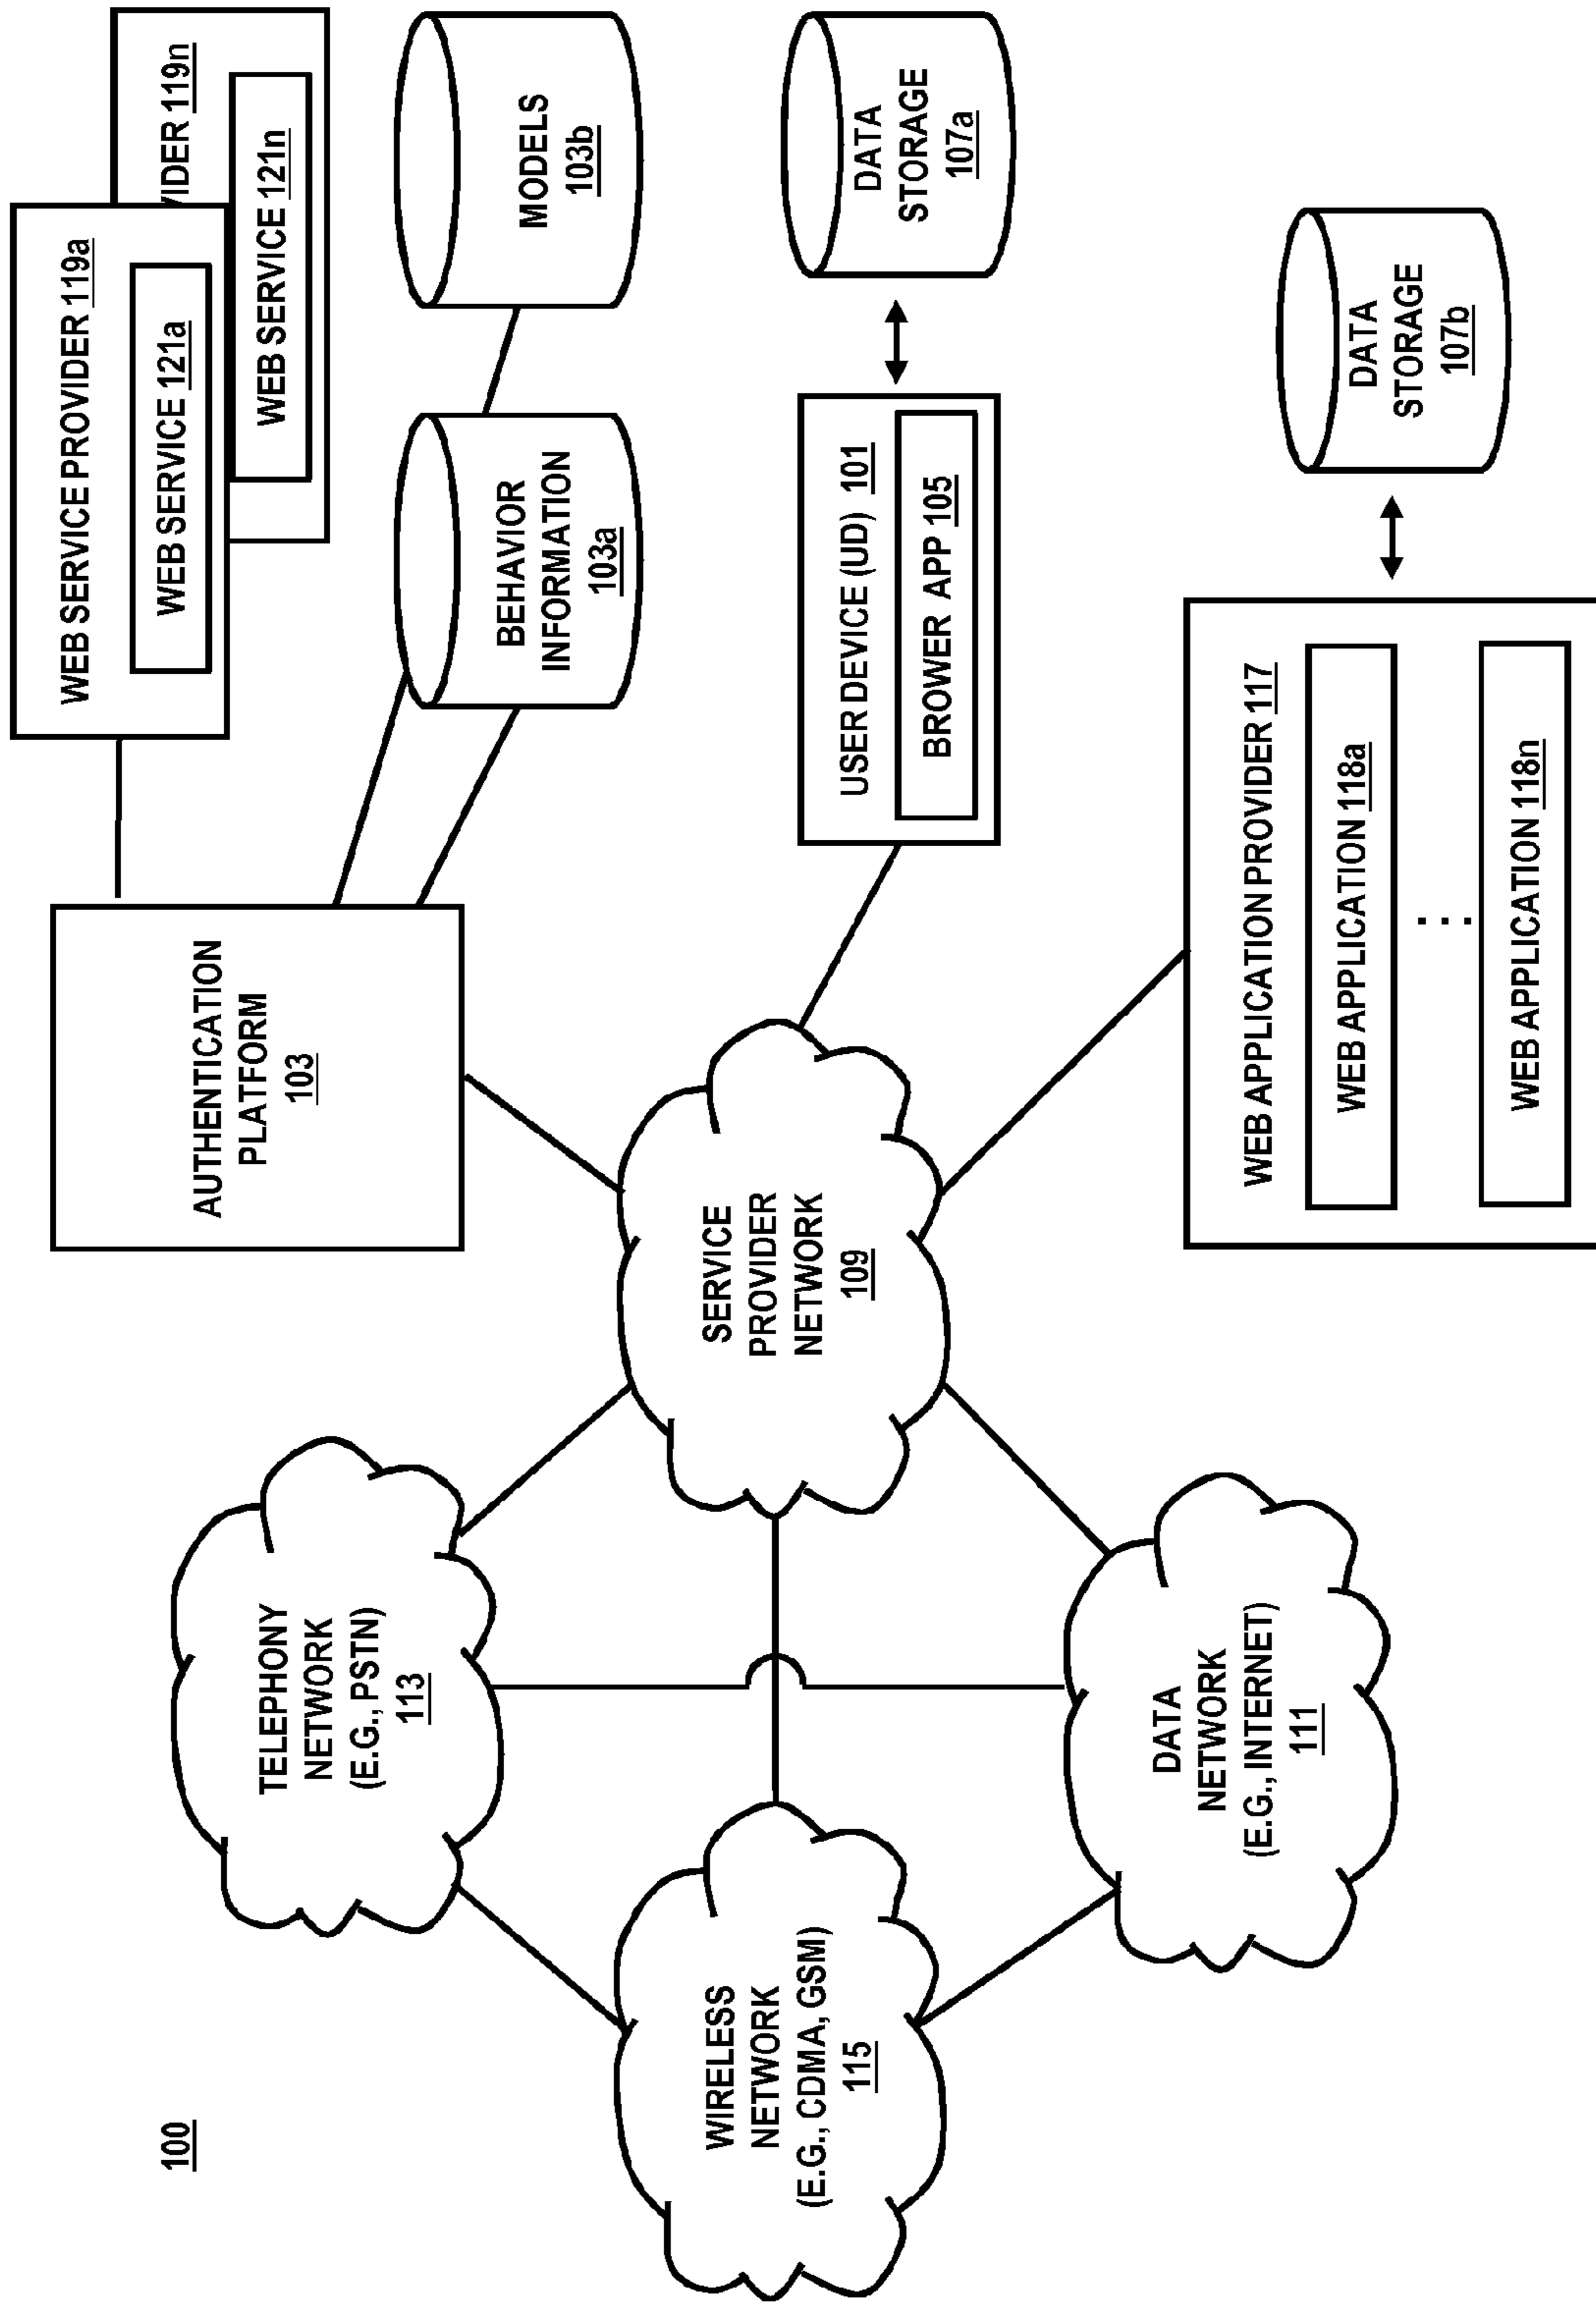 100
TELEPHONY
NETWORK
(E.G., PSTN)
113
WIRELESS
NETWORK
(E.G., CDMA, GSM)
115
DATA
NETWORK
(E.G., INTERNET)
111
SERVICE
PROVIDER
NETWORK
109
AUTHENTICATION
PLATFORM
103
WEB SERVICE PROVIDER 119a
WEB SERVICE 121a
VIDER 119n
WEB SERVICE 121n
BEHAVIOR
INFORMATION
103a
MODELS
103b
USER DEVICE (UD) 101
BROWER APP 105
DATA
STORAGE
107a
WEB APPLICATION PROVIDER 117
WEB APPLICATION 118a
...
WEB APPLICATION 118n
DATA
STORAGE
107b